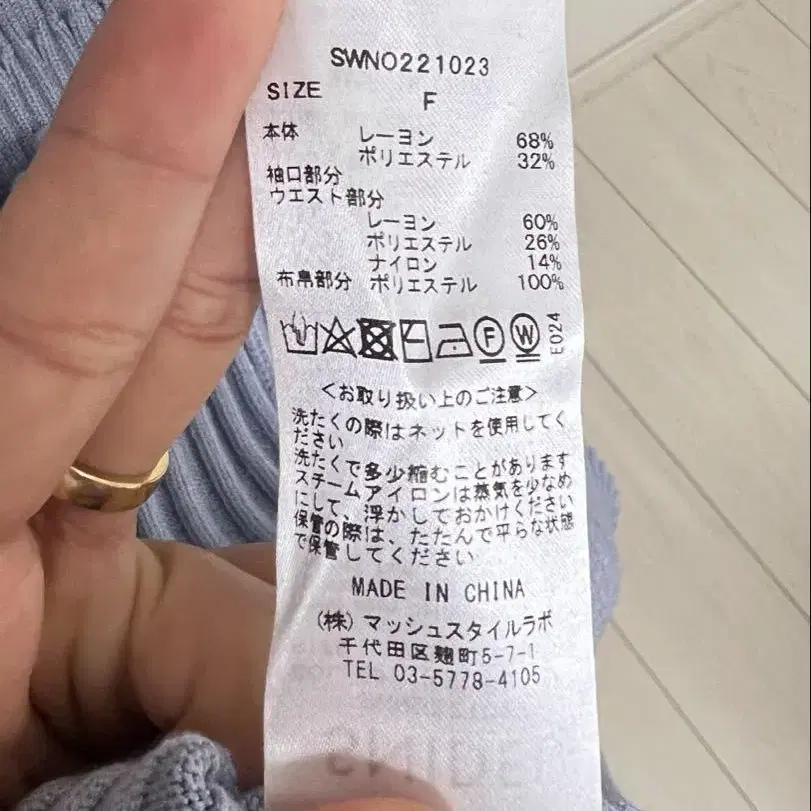 SWNO221023
SIZE F
本体 レーヨン 68%
ポリエステル 32%
袖口部分
ウエスト部分
レーヨン 60%
ポリエステル 26%
ナイロン 14%
布帛部分 ポリエステル 100%
F W E024
<お取り扱い上のご注意>
洗たくの際はネットを使用してく
ださい
洗たくで多少縮むことがあります
スチームアイロンは蒸気を少なめ
にして、浮かしておかけください
保管の際は、たたんで平らな状態
で保管してください
MADE IN CHINA
(株)マッシュスタイルラボ
千代田区麹町5-7-1
TEL 03-5778-4105